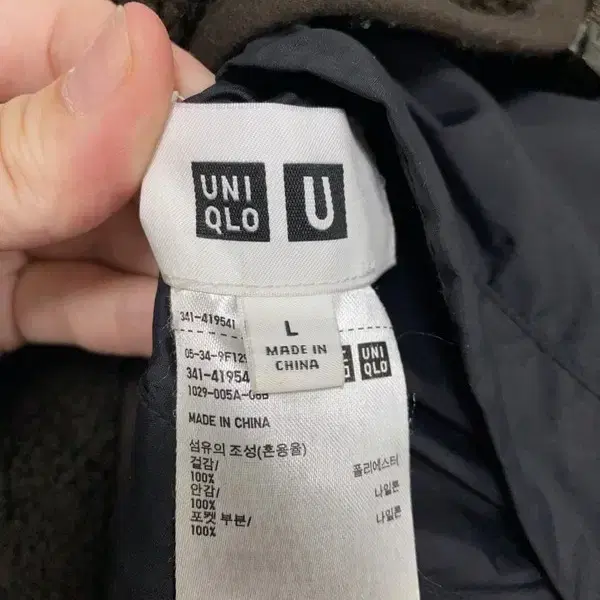 UNI
QLO
U
341-419541
L
MADE IN
CHINA
UNI
QLO
341-41954
MADE IN CHINA
섬유의 조성(혼용율)
겉감/ 폴리에스터
100%
안감/ 나일론
100%
포켓 부분/ 나일론
100%